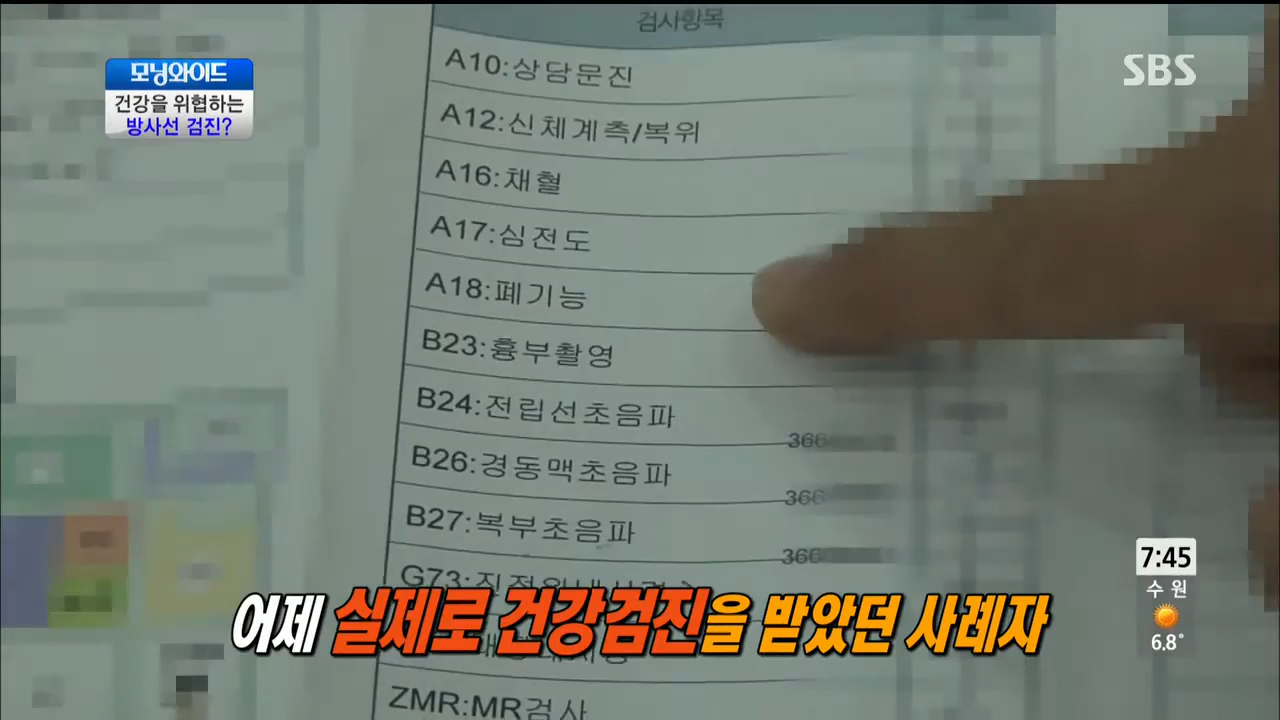 검사항목
모닝와이드
건강을 위협하는
방사선 검진?
SBS
A10:상담문진
A12:신체계측/복위
A16:채혈
A17:심전도
A18:폐기능
B23:흉부촬영
B24:전립선초음파
366
B26:경동맥초음파
366
B27:복부초음파
366
G73:
어제 실제로 건강검진을 받았던 사례자
ZMR:MR검사
7:45
수 원
6.8°